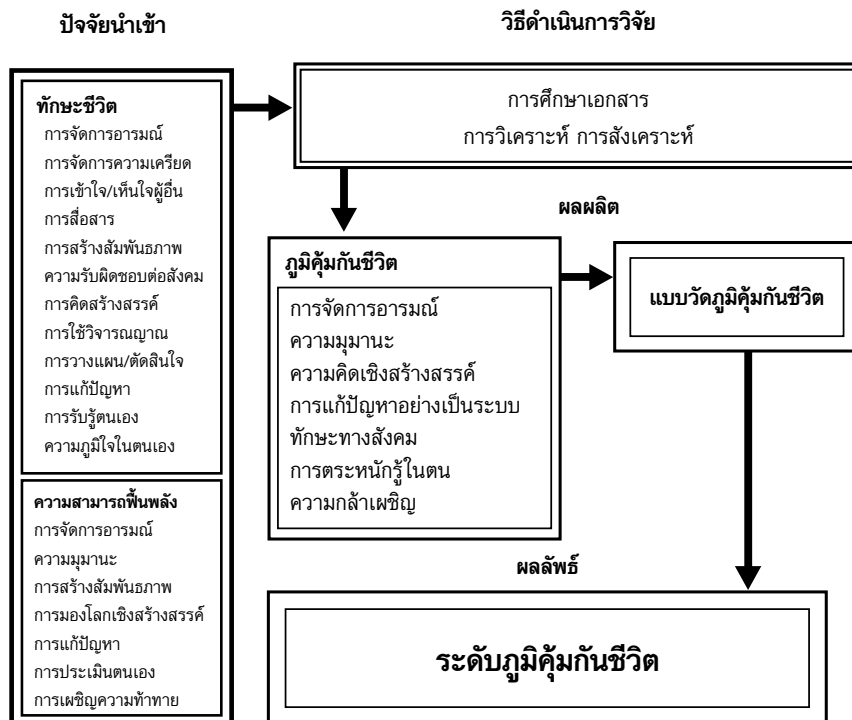 ปัจจัยนำเข้า
วิธีดำเนินการวิจัย
ทักษะชีวิต
การจัดการอารมณ์
การจัดการความเครียด
การเข้าใจ/เห็นใจผู้อื่น
การสื่อสาร
การสร้างสัมพันธภาพ
ความรับผิดชอบต่อสังคม
การคิดสร้างสรรค์
การใช้วิจารณญาณ
การวางแผน/ตัดสินใจ
การแก้ปัญหา
การรับรู้ตนเอง
ความภูมิใจในตนเอง
ความสามารถฟื้นพลัง
การจัดการอารมณ์
ความมุมานะ
การสร้างสัมพันธภาพ
การมองโลกเชิงสร้างสรรค์
การแก้ปัญหา
การประเมินตนเอง
การเผชิญความท้าทาย
การศึกษาเอกสาร
การวิเคราะห์ การสังเคราะห์
ผลผลิต
ภูมิคุ้มกันชีวิต
การจัดการอารมณ์
ความมุมานะ
ความคิดเชิงสร้างสรรค์
การแก้ปัญหาอย่างเป็นระบบ
ทักษะทางสังคม
การตระหนักรู้ในตน
ความกล้าเผชิญ
แบบวัดภูมิคุ้มกันชีวิต
ผลลัพธ์
ระดับภูมิคุ้มกันชีวิต